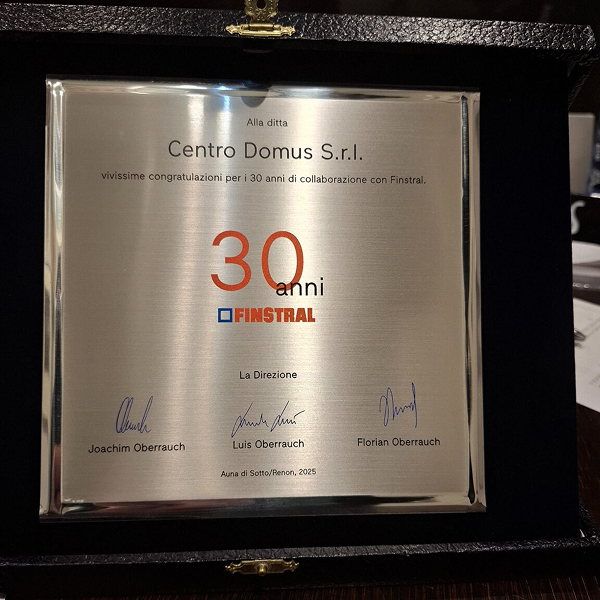 Alla ditta
Centro Domus S.r.l.
vivissime congratulazioni per i 30 anni di collaborazione con Finstral.
30
anni
FINSTRAL
La Direzione
Joachim Oberrauch
Luis Oberrauch
Florian Oberrauch
Auna di Sotto/Renon, 2025